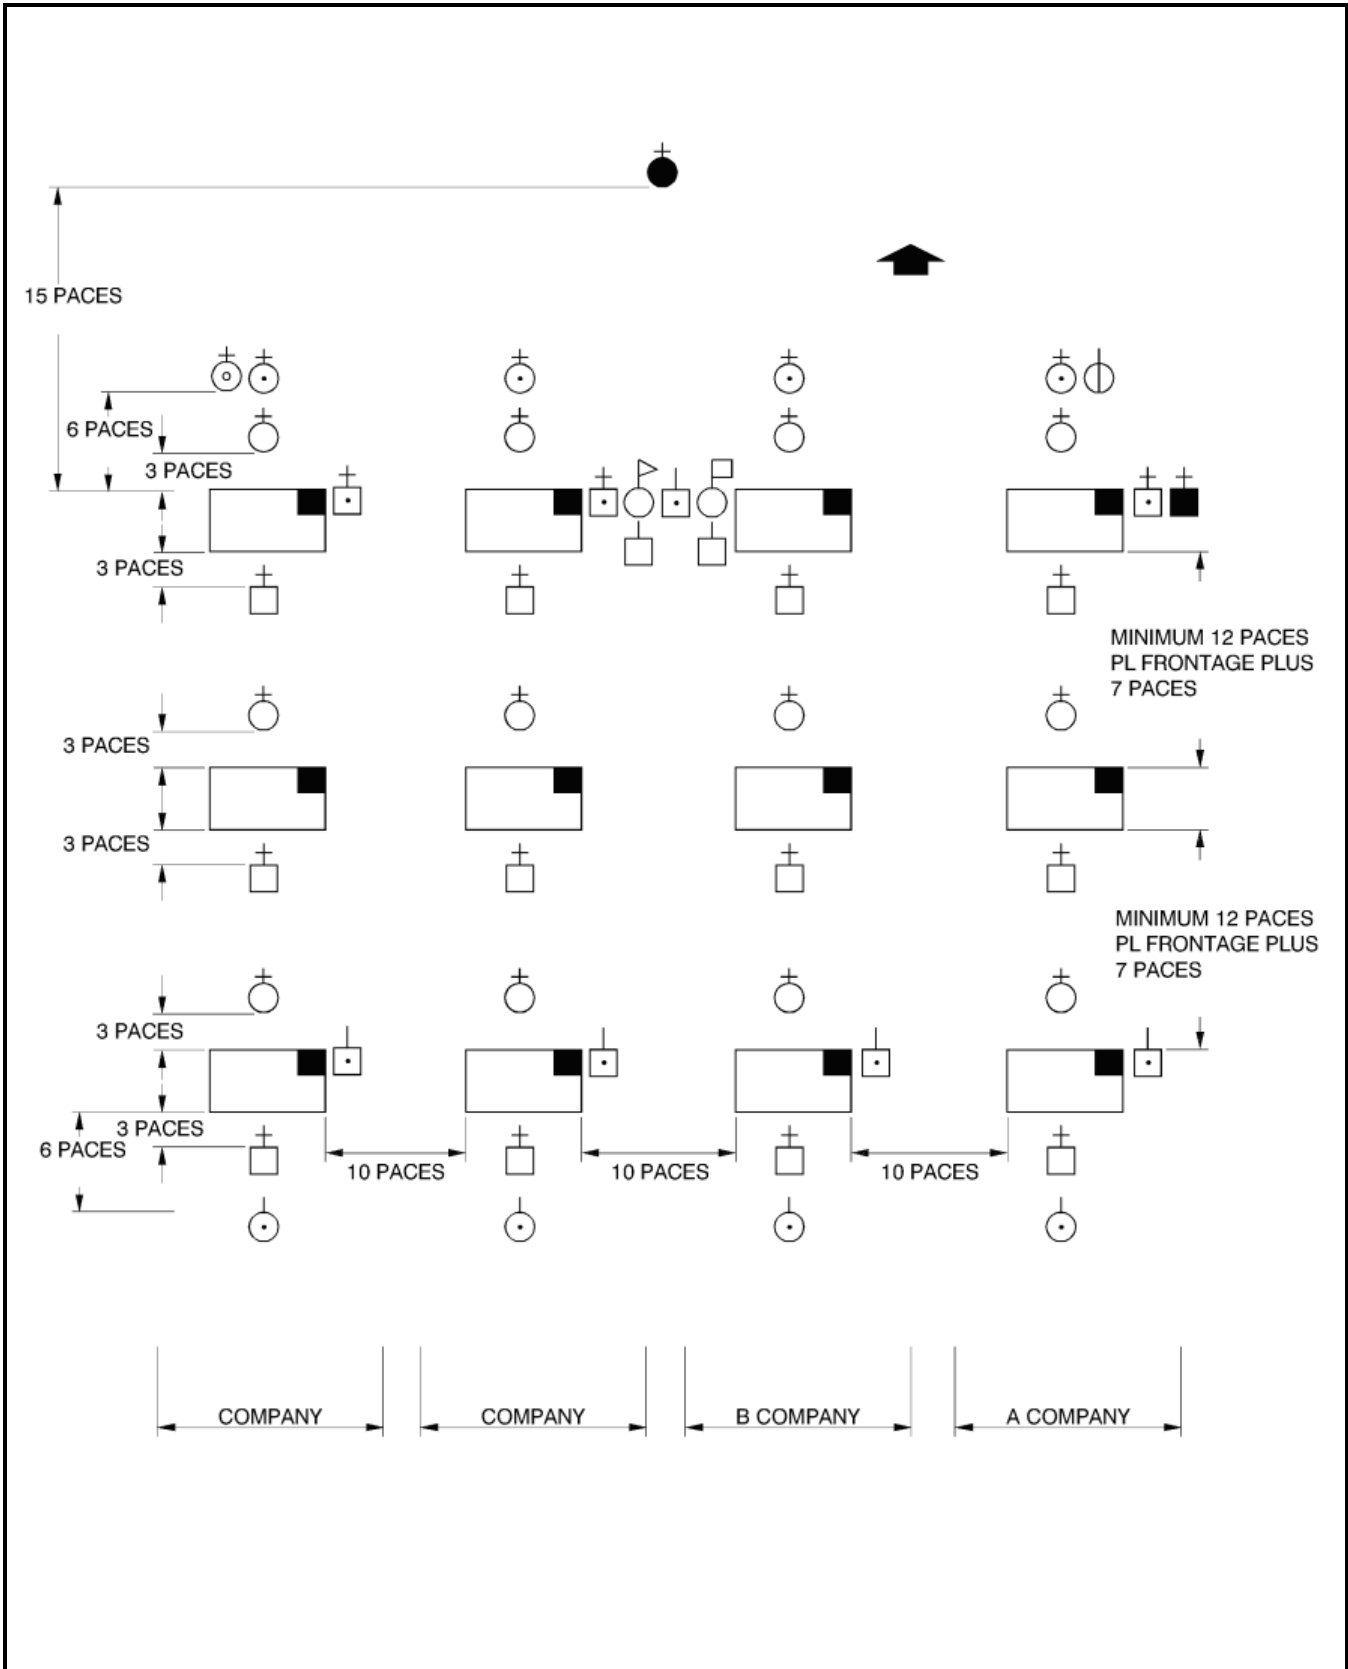 15 PACES
6 PACES
3 PACES
3 PACES
MINIMUM 12 PACES
PL FRONTAGE PLUS
7 PACES
3 PACES
3 PACES
MINIMUM 12 PACES
PL FRONTAGE PLUS
7 PACES
3 PACES
3 PACES
6 PACES
10 PACES
10 PACES
10 PACES
COMPANY
COMPANY
B COMPANY
A COMPANY